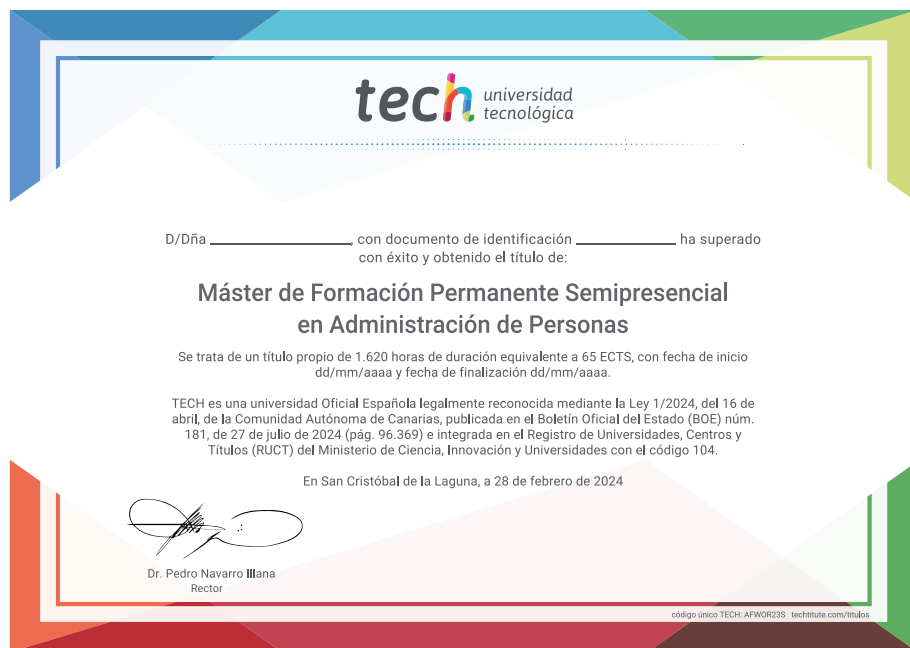 tech universidad
tecnológica
D/Dña ______________, con documento de identificación __________ ha superado
con éxito y obtenido el título de:
Máster de Formación Permanente Semipresencial
en Administración de Personas
Se trata de un título propio de 1.620 horas de duración equivalente a 65 ECTS, con fecha de inicio
dd/mm/aaaa y fecha de finalización dd/mm/aaaa.
TECH es una universidad Oficial Española legalmente reconocida mediante la Ley 1/2024, del 16 de
abril, de la Comunidad Autónoma de Canarias, publicada en el Boletín Oficial del Estado (BOE) núm.
181, de 27 de julio de 2024 (pág. 96.369) e integrada en el Registro de Universidades, Centros y
Títulos (RUCT) del Ministerio de Ciencia, Innovación y Universidades con el código 104.
En San Cristóbal de la Laguna, a 28 de febrero de 2024
Dr. Pedro Navarro Illana
Rector
código único TECH: AFWOR23S techtitute.com/titulos